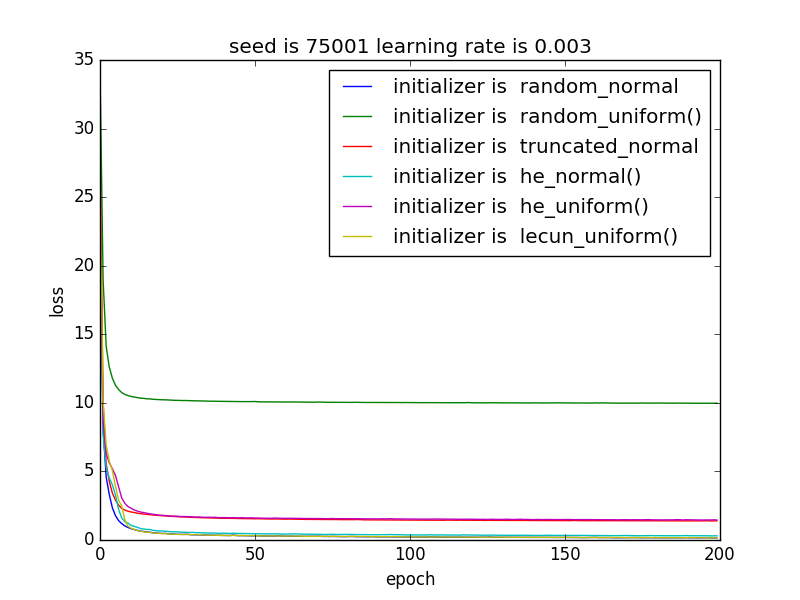 seed is 75001 learning rate is 0.003
initializer is random_normal
initializer is random_uniform()
initializer is truncated_normal
initializer is he_normal()
initializer is he_uniform()
initializer is lecun_uniform()
35
30
25
20
15
10
5
0
loss
0 50 100 150 200
epoch